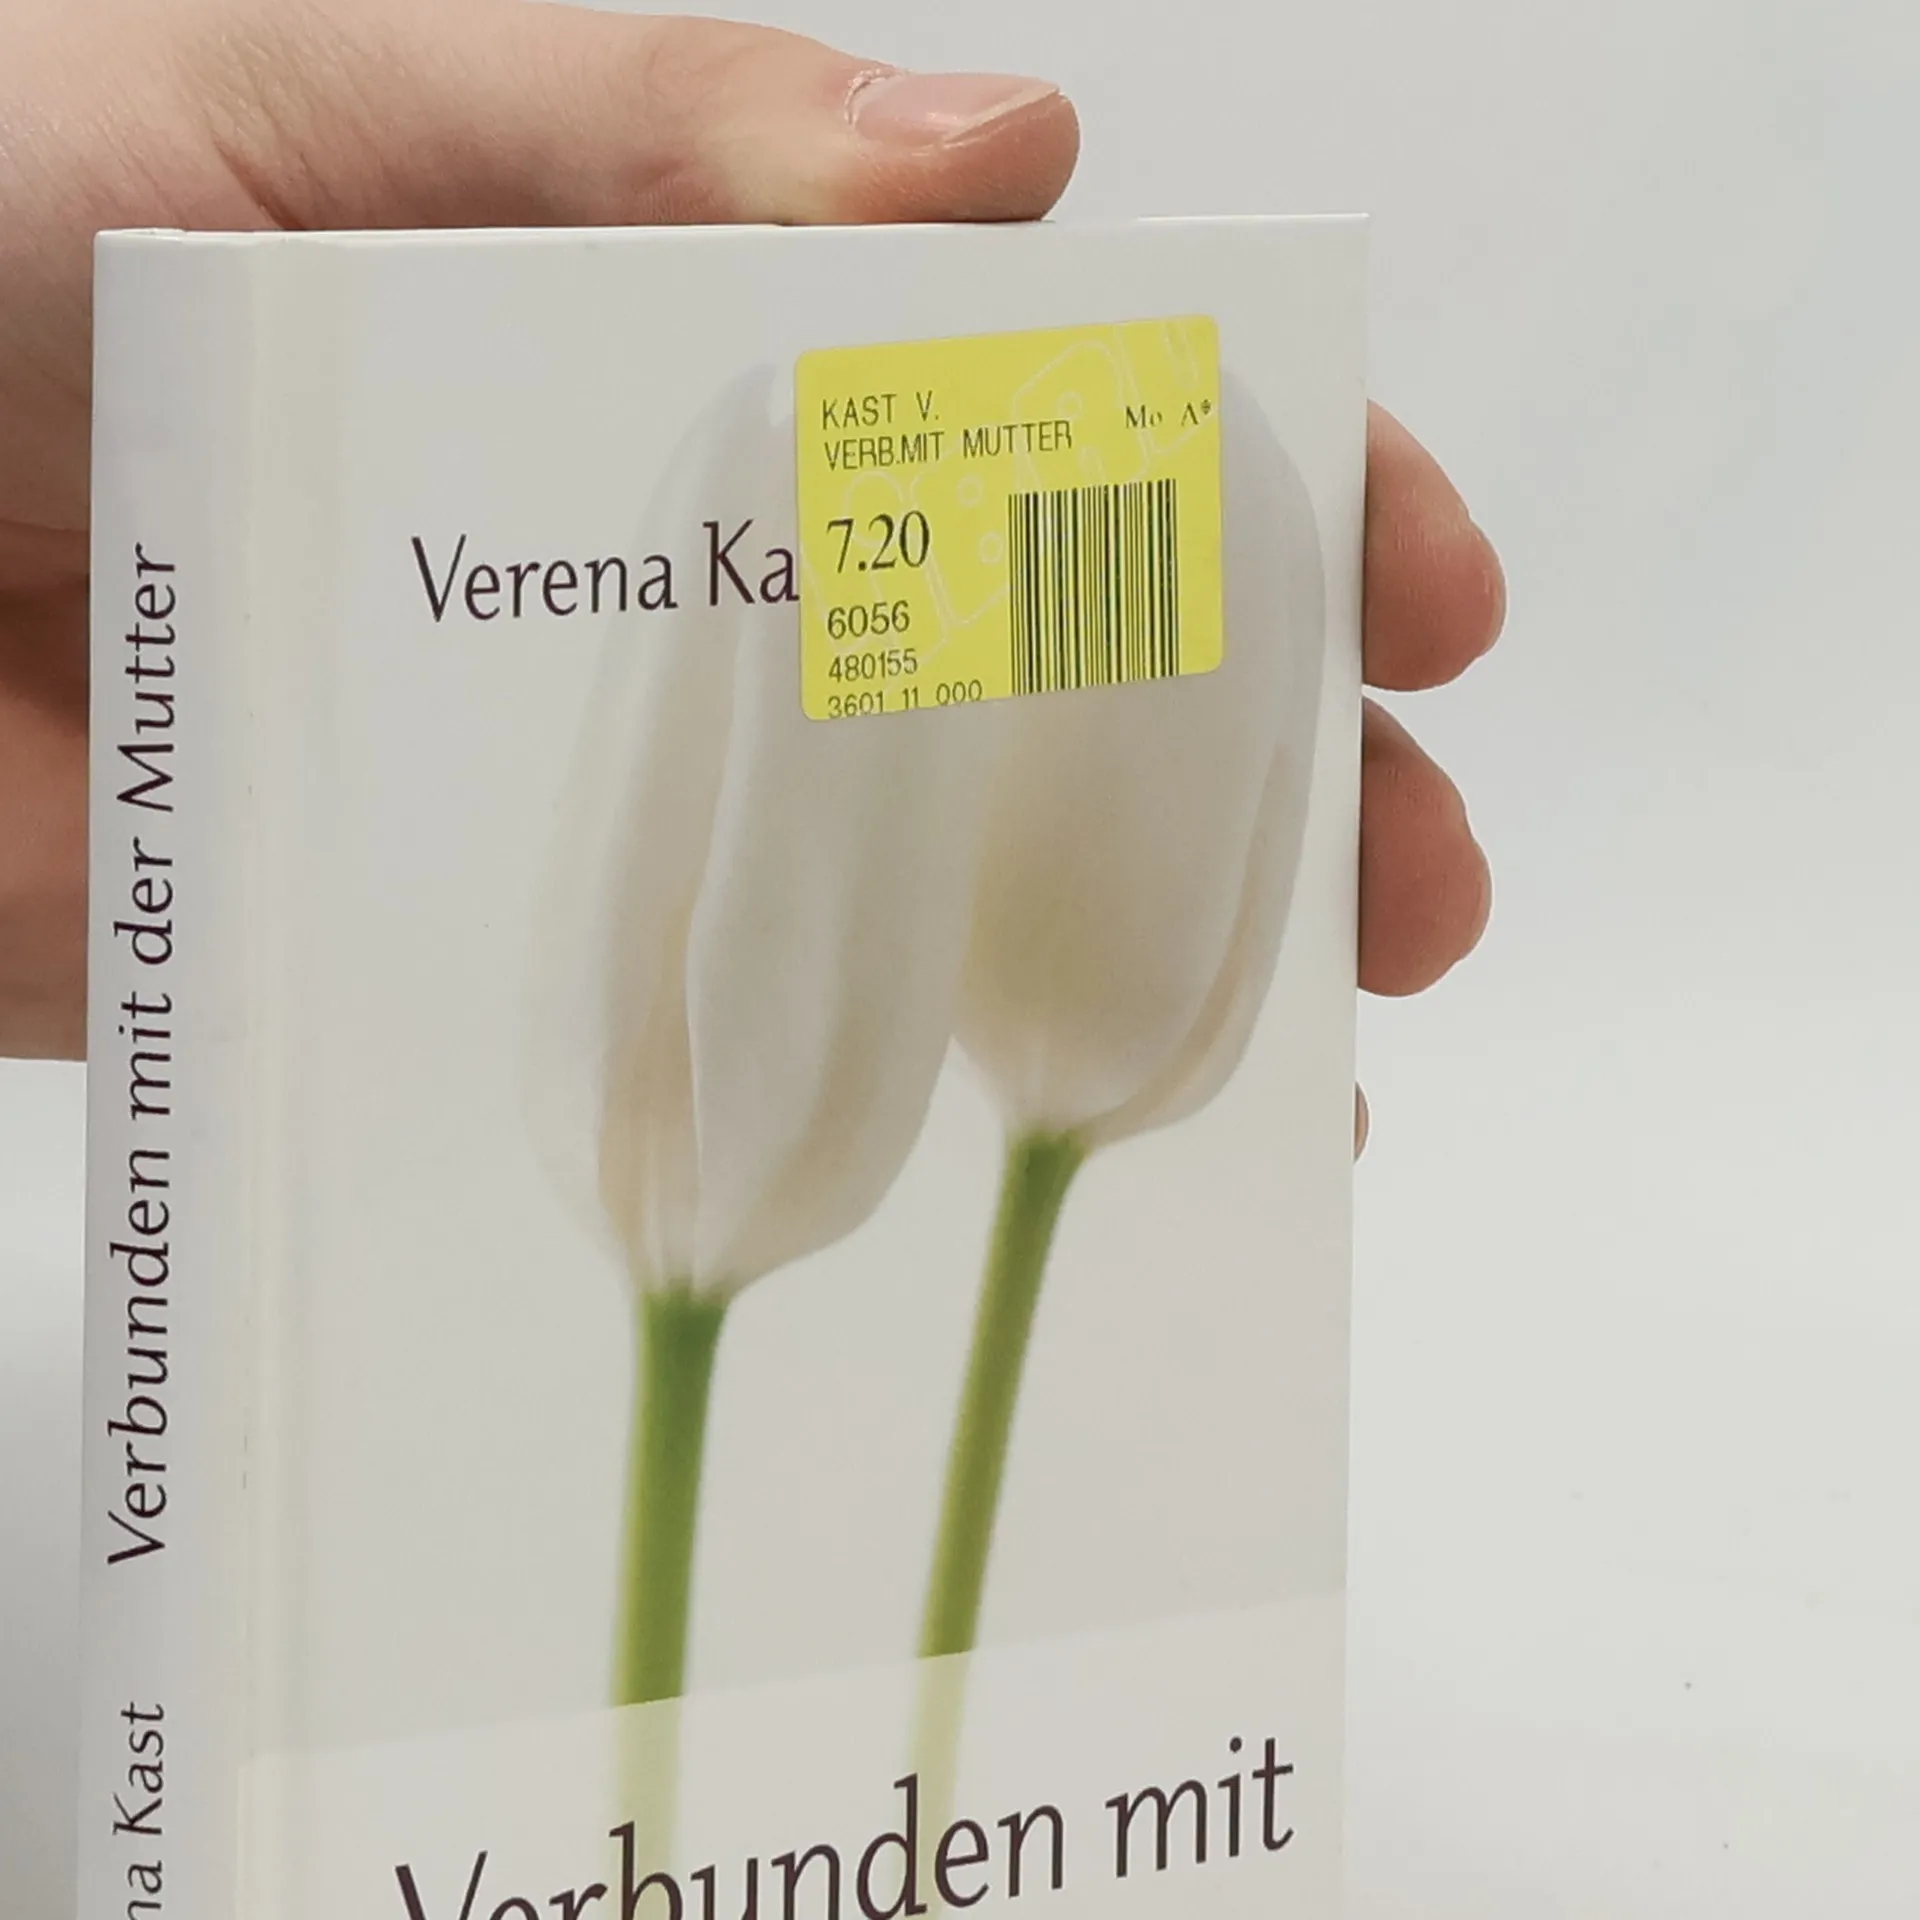 Verena Ka
KAST V.
VERB.MIT MUTTER Mo A*
7.20
6056
480155
3601 11 000
Verbunden mit der Mutter
na Kast
Verbunden mit